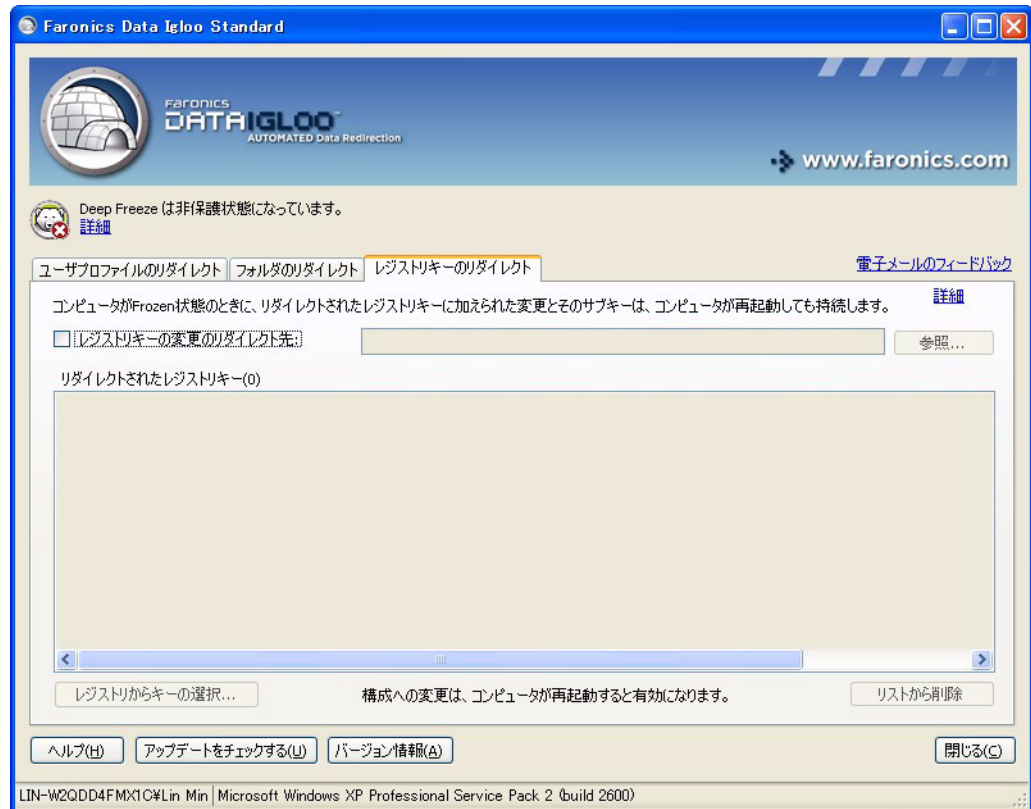 Faronics Data Igloo Standard
Faronics
DATAIGLOO™
AUTOMATED Data Redirection
www.faronics.com
Deep Freeze は非保護状態になっています。
詳細
ユーザプロファイルのリダイレクト フォルダのリダイレクト レジストリキーのリダイレクト
電子メールのフィードバック
コンピュータがFrozen状態のときに、リダイレクトされたレジストリキーに加えられた変更とそのサブキーは、コンピュータが再起動しても持続します。
詳細
レジストリキーの変更のリダイレクト先:
参照...
リダイレクトされたレジストリキー(0)
レジストリからキーの選択...
構成への変更は、コンピュータが再起動すると有効になります。
リストから削除
ヘルプ(H) アップデートをチェックする(U) バージョン情報(A) 閉じる(C)
LIN-W2QDD4FMX1C¥Lin Min Microsoft Windows XP Professional Service Pack 2 (build 2600)